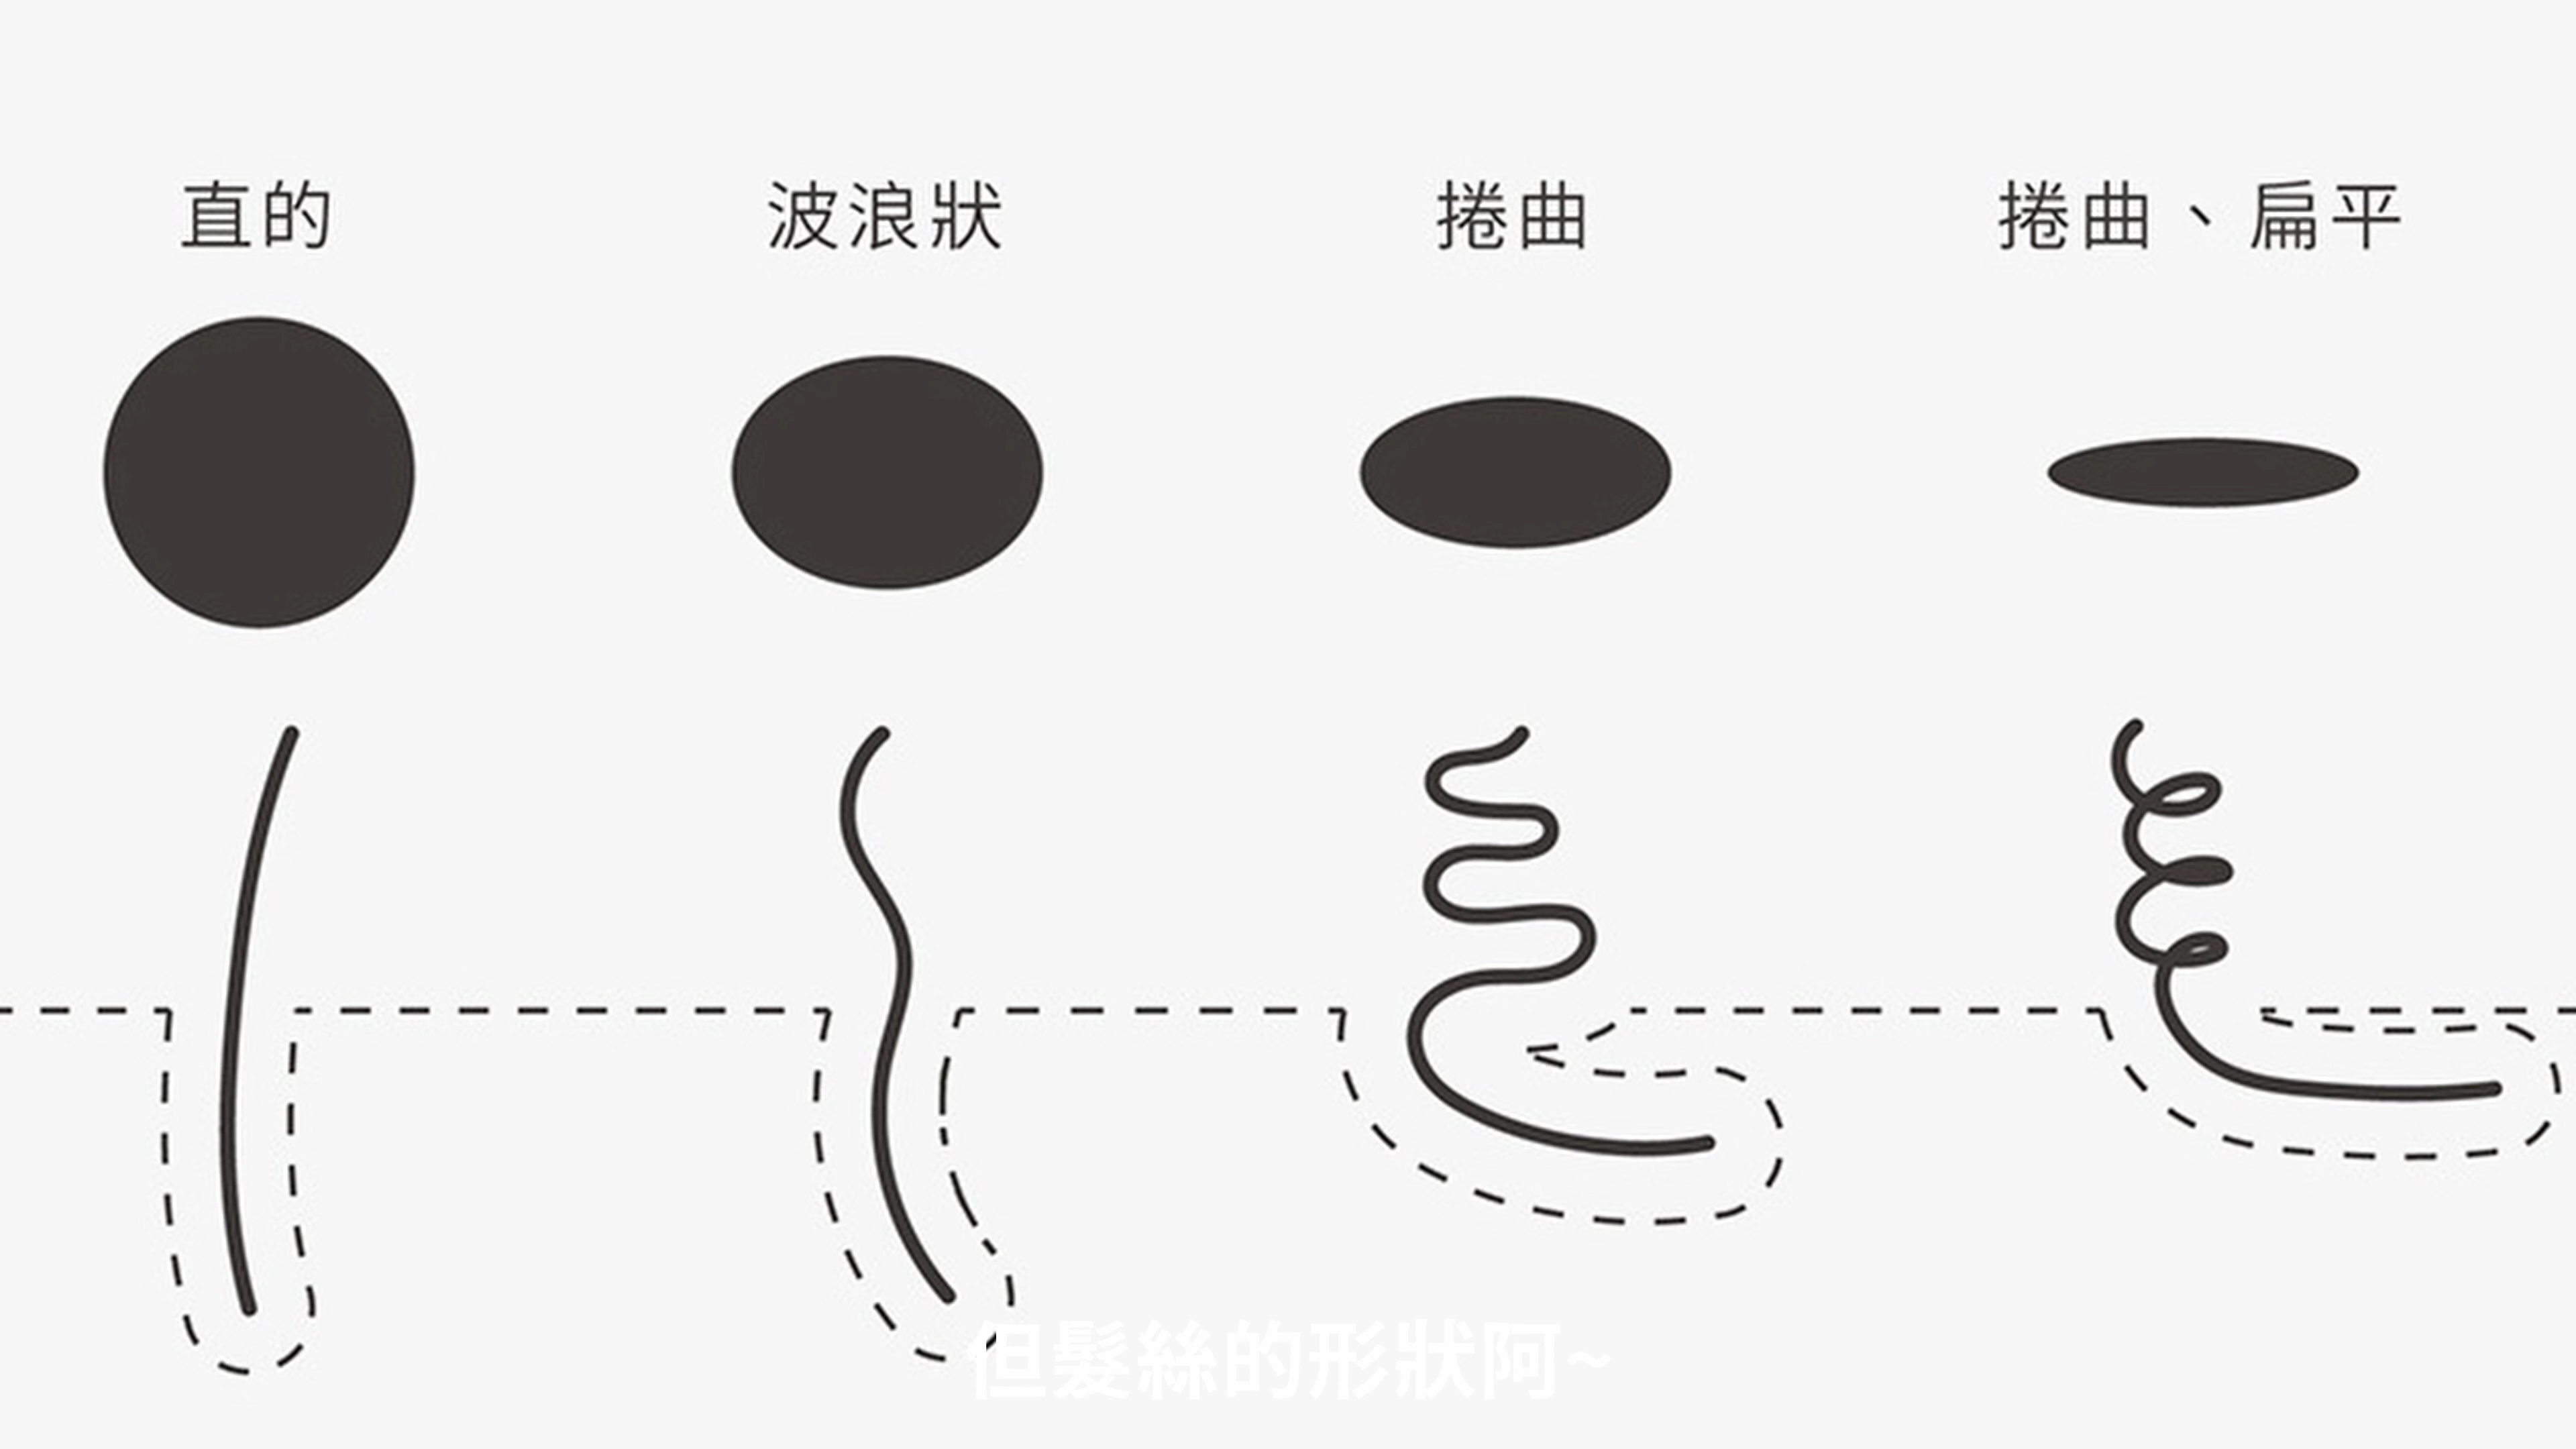 直的
波浪狀
捲曲
捲曲、扁平
但髮絲的形狀阿~